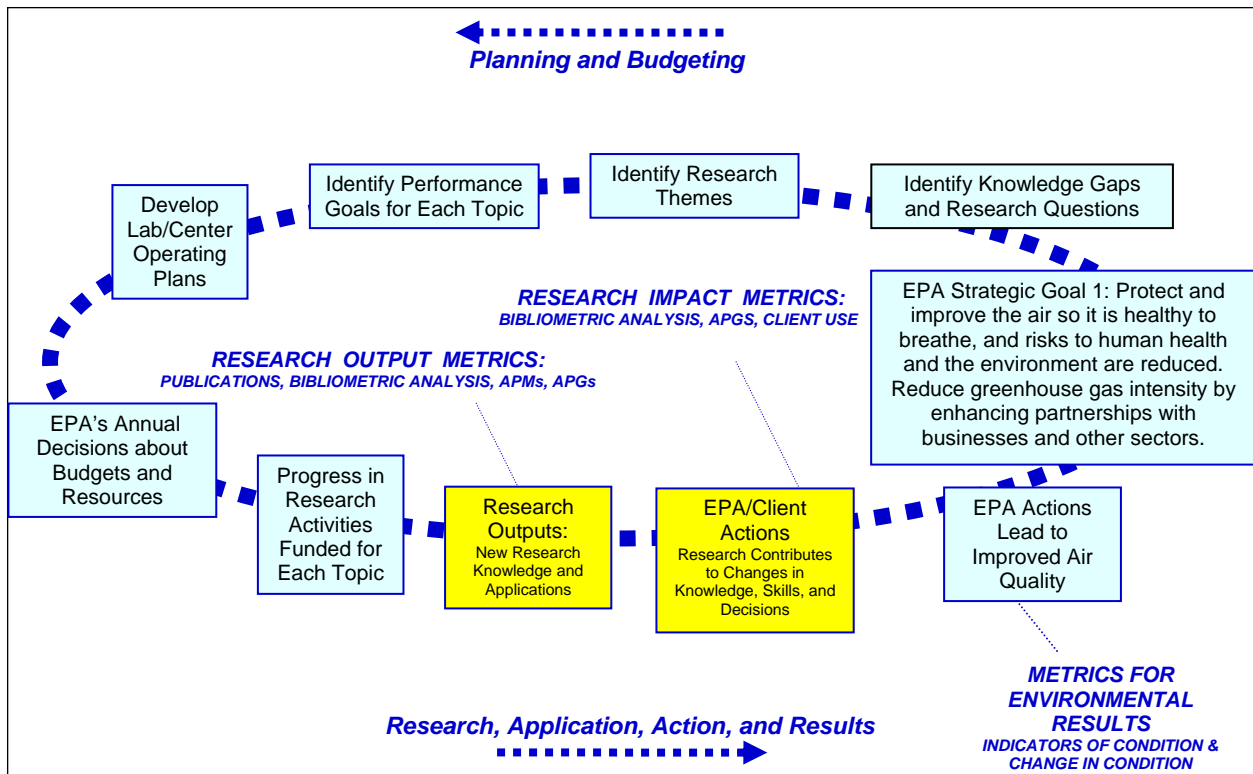 Planning and Budgeting
Identify Performance
Goals for Each Topic
Identify Research
Themes
Identify Knowledge Gaps
and Research Questions
Develop
Lab/Center
Operating
Plans
EPA Strategic Goal 1: Protect and
improve the air so it is healthy to
breathe, and risks to human health
and the environment are reduced.
Reduce greenhouse gas intensity by
enhancing partnerships with
businesses and other sectors.
RESEARCH IMPACT METRICS:
BIBLIOMETRIC ANALYSIS, APGS, CLIENT USE
RESEARCH OUTPUT METRICS:
PUBLICATIONS, BIBLIOMETRIC ANALYSIS, APMs, APGs
EPA's Annual
Decisions about
Budgets and
Resources
Progress in
Research
Activities
Funded for
Each Topic
Research
Outputs:
New Research
Knowledge and
Applications
EPA/Client
Actions
Research Contributes
to Changes in
Knowledge, Skills, and
Decisions
EPA Actions
Lead to
Improved Air
Quality
METRICS FOR
ENVIRONMENTAL
RESULTS
INDICATORS OF CONDITION &
CHANGE IN CONDITION
Research, Application, Action, and Results